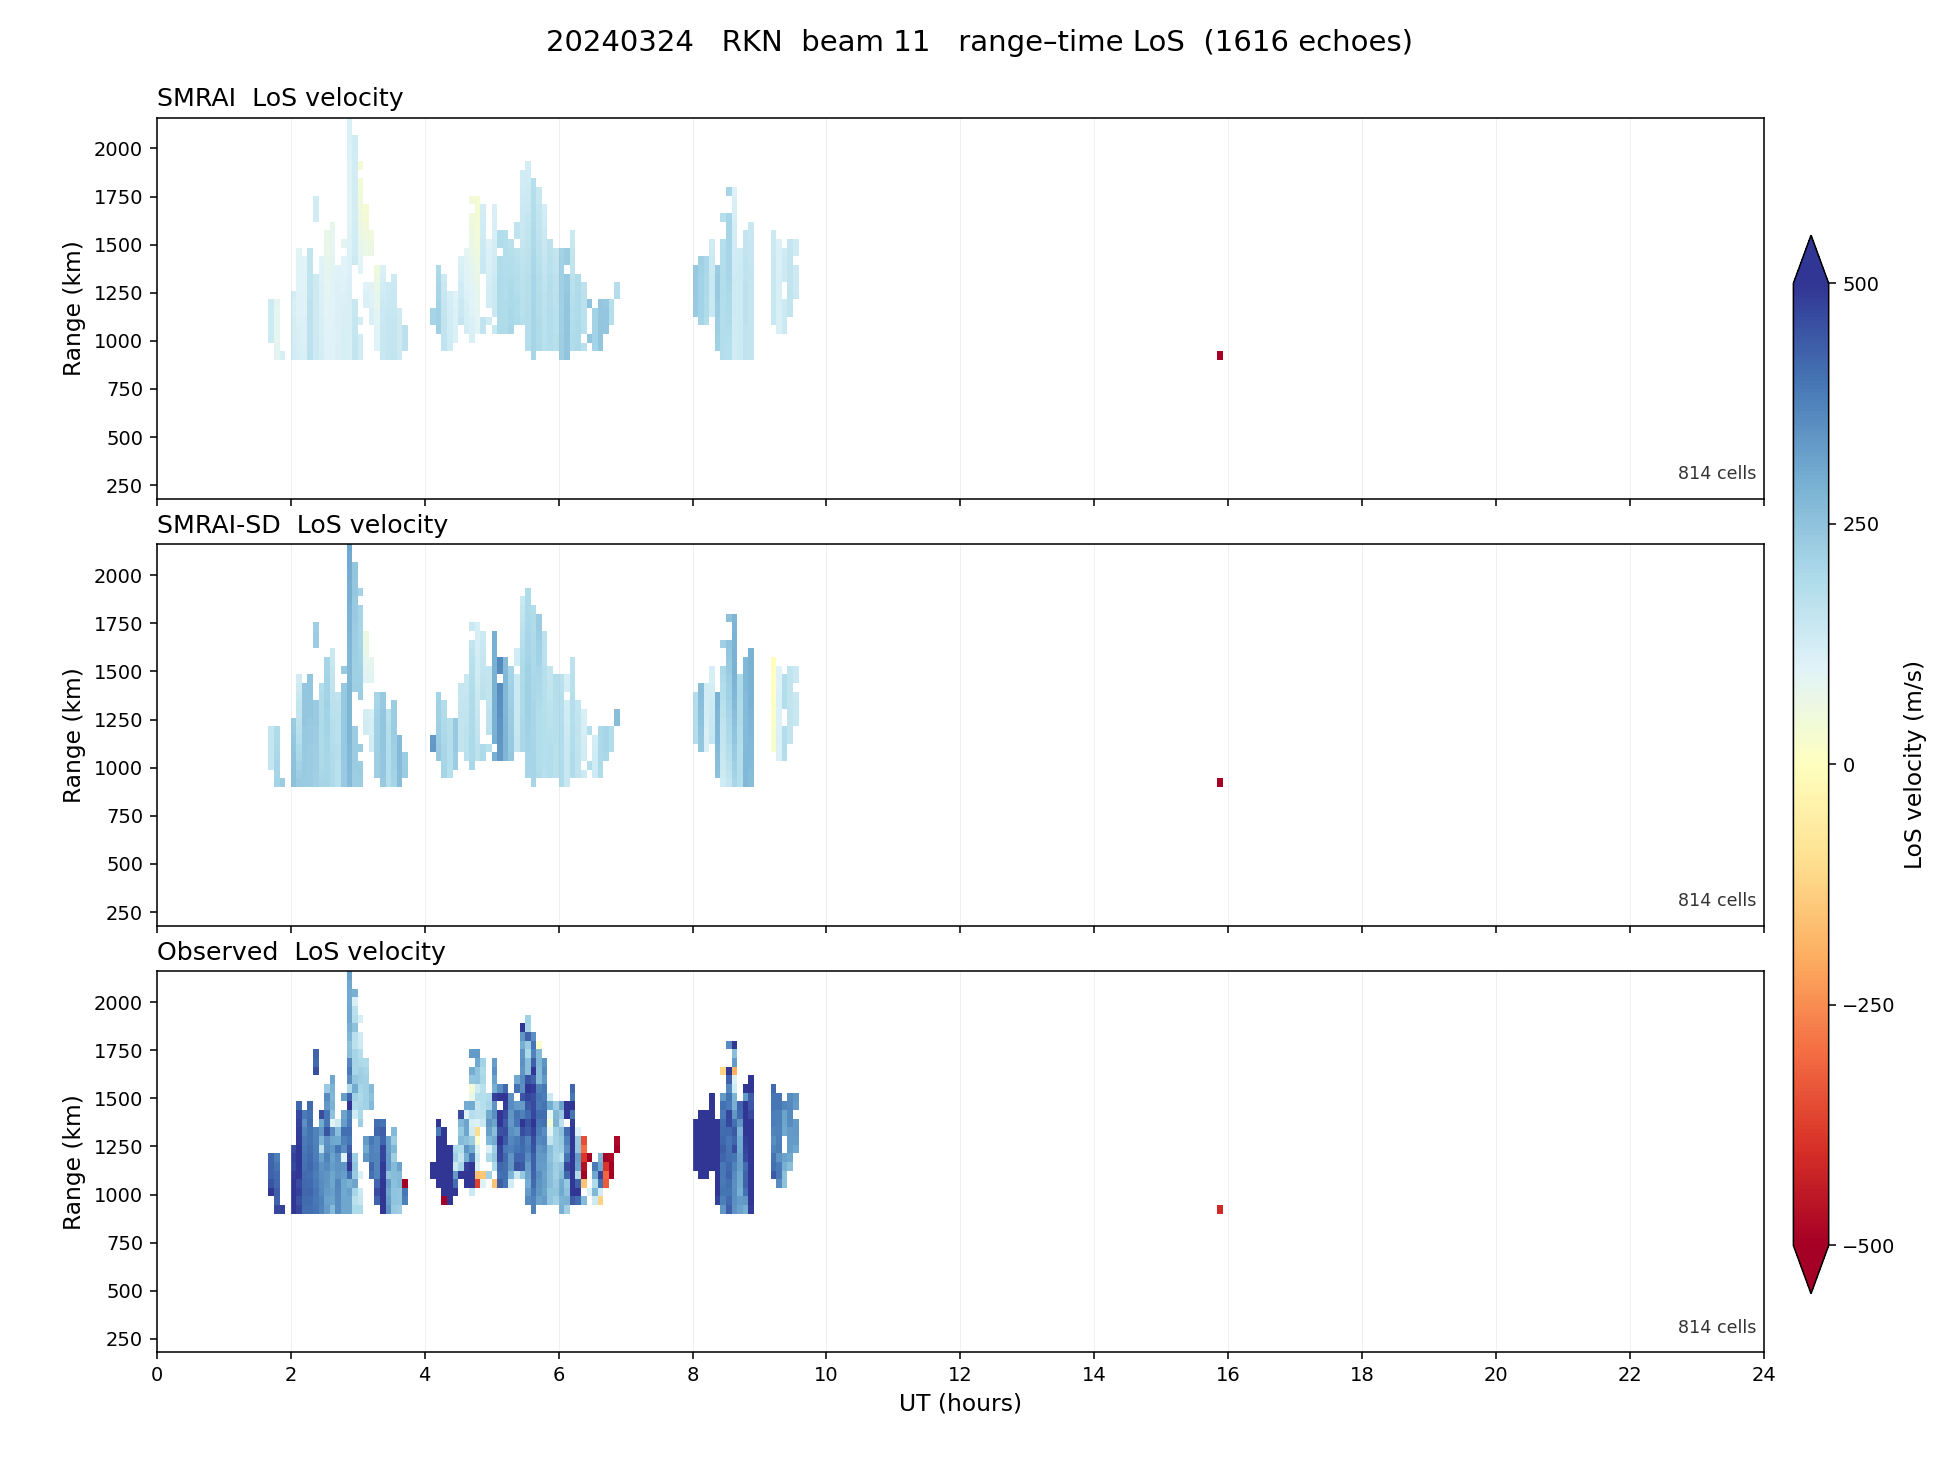 20240324   RKN  beam 11   range–time LoS  (1616 echoes)
SMRAI  LoS velocity
2000
1750
1500
1250
1000
750
500
250
Range (km)
814 cells
SMRAI-SD  LoS velocity
2000
1750
1500
1250
1000
750
500
250
Range (km)
814 cells
Observed  LoS velocity
2000
1750
1500
1250
1000
750
500
250
Range (km)
814 cells
0 2 4 6 8 10 12 14 16 18 20 22 24
UT (hours)
500
250
0
−250
−500
LoS velocity (m/s)